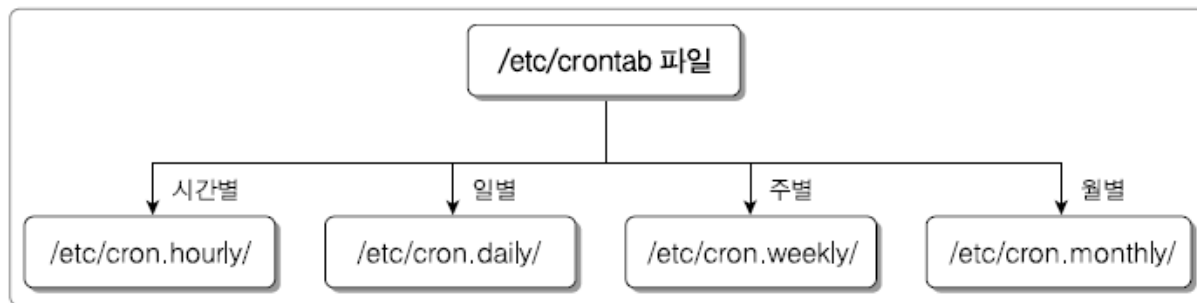 /etc/crontab 파일
시간별
일별
주별
월별
/etc/cron.hourly/
/etc/cron.daily/
/etc/cron.weekly/
/etc/cron.monthly/